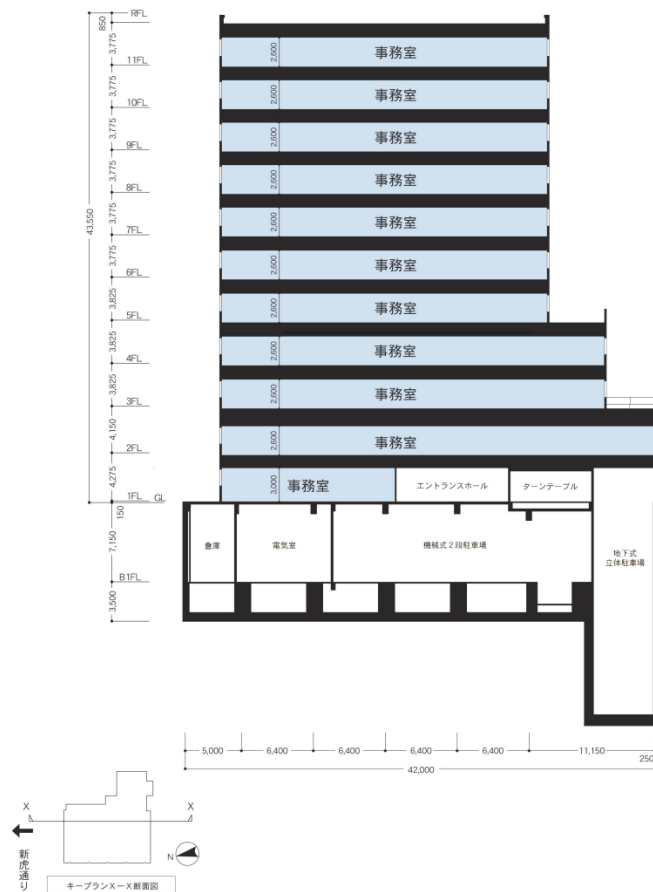 RFL
850
3,775
11FL
3,775
10FL
3,775
9FL
3,775
8FL
3,775
7FL
3,775
6FL
3,825
5FL
3,825
4FL
3,825
3FL
4,150
2FL
4,275
1FL
GL
150
7,150
B1FL
3,500
43,550
2,600
事務室
2,600
事務室
2,600
事務室
2,600
事務室
2,600
事務室
2,600
事務室
2,600
事務室
2,600
事務室
2,600
事務室
2,600
事務室
3,000
事務室
エントランスホール
ターンテーブル
倉庫
電気室
機械式2段駐車場
地下式
立体駐車場
5,000
6,400
6,400
6,400
6,400
11,150
250
42,000
X
X
新虎通り
N
キープランX－X断面図